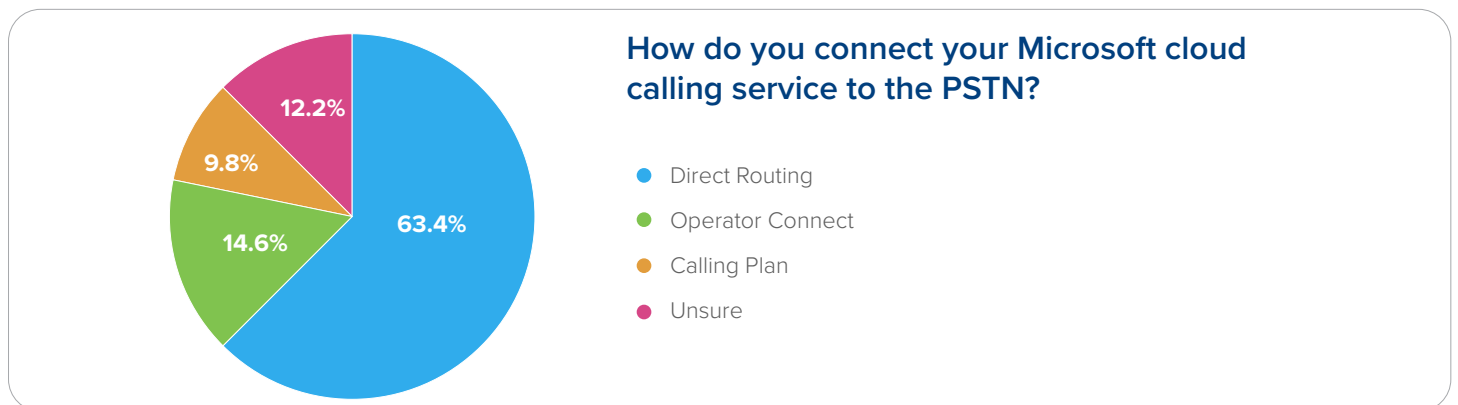 How do you connect your Microsoft cloud
calling service to the PSTN?
12.2%
9.8%
63.4%
14.6%
Direct Routing
Operator Connect
Calling Plan
Unsure